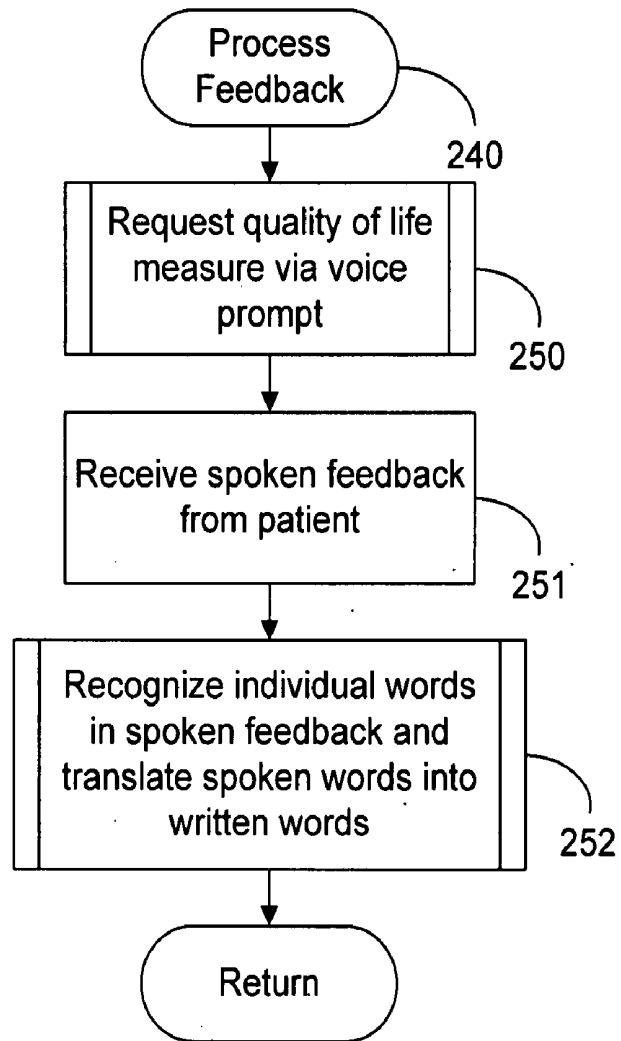 Process
Feedback
240
Request quality of life
measure via voice
prompt
250
Receive spoken feedback
from patient
251
Recognize individual words
in spoken feedback and
translate spoken words into
written words
252
Return